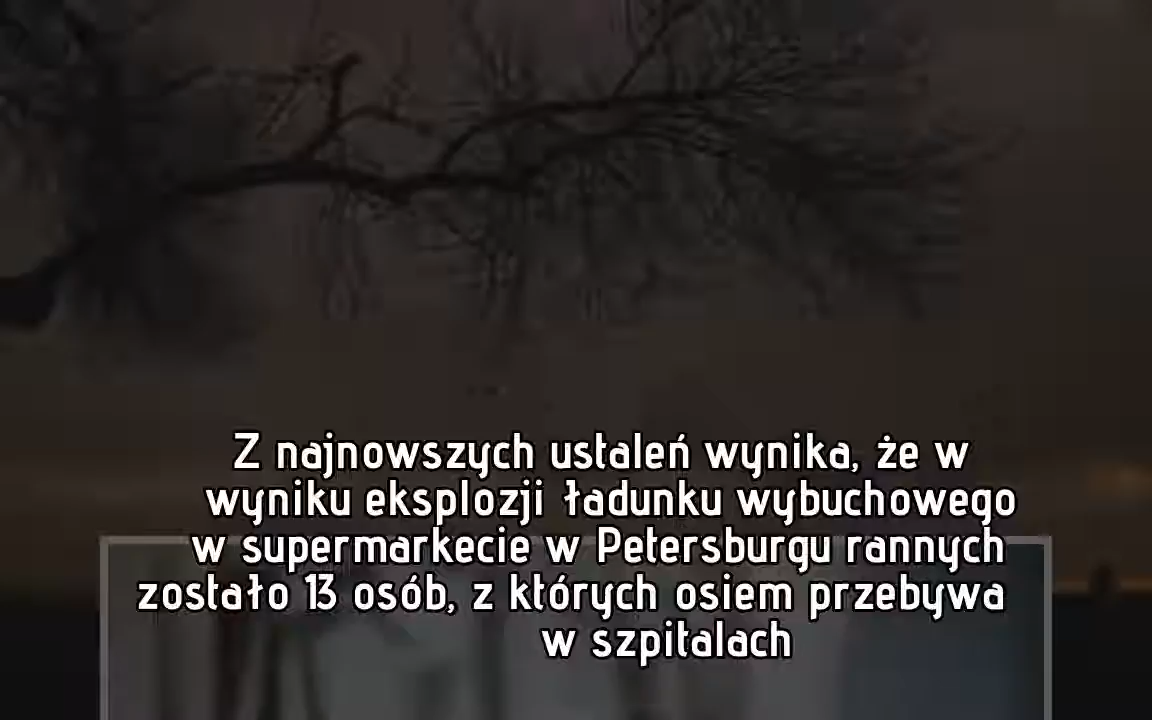 Z najnowszych ustaleń wynika, że w
wyniku eksplozji ładunku wybuchowego
w supermarkecie w Petersburgu rannych
zostało 13 osób, z których osiem przebywa
w szpitalach